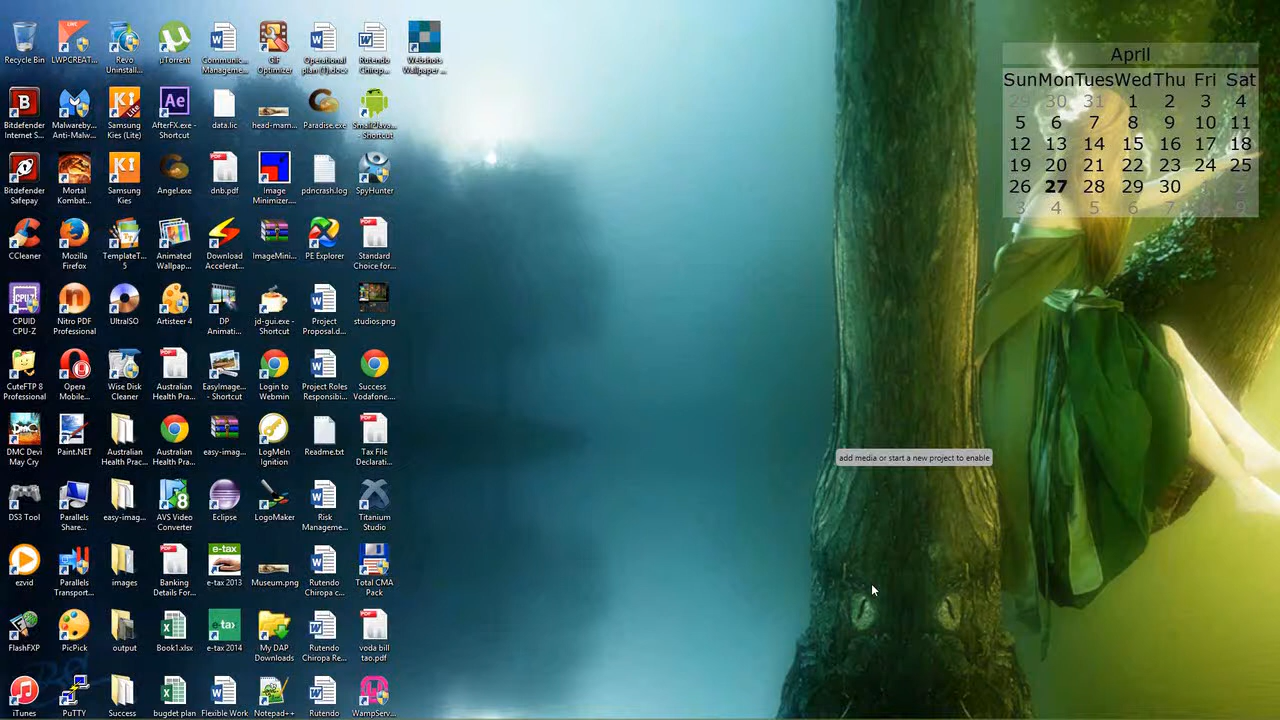 Recycle Bin
LWPCREAT...
Revo
Uninstall...
µTorrent
Communic...
Manageme...
GIF
Optimizer
Operational
plan (1).docx
Rutendo
Chirop...
Webshots
Wallpaper ...
Bitdefender
Internet S...
Malwareby...
Anti-Malw...
Samsung
Kies (Lite)
AfterFX.exe -
Shortcut
data.lic
head-mam...
Paradise.exe
- Shortcut
Bitdefender
Safepay
Mortal
Kombat...
Samsung
Kies
Angel.exe
dnb.pdf
Image
Minimizer....
pdncrash.log
SpyHunter
CCleaner
Mozilla
Firefox
TemplateT...
5
Animated
Wallpap...
Download
Accelerat...
ImageMini...
PE Explorer
Standard
Choice for...
CPUID
CPU-Z
Nitro PDF
Professional
UltraISO
Artisteer 4
DP
Animati...
jd-gui.exe -
Shortcut
Project
Proposal.d...
studios.png
CuteFTP 8
Professional
Opera
Mobile...
Wise Disk
Cleaner
Australian
Health Pra...
EasyImage...
- Shortcut
Login to
Webmin
Project Roles
Responsibi...
Success
Vodafone....
DMC Devi
May Cry
Paint.NET
Australian
Health Prac...
Australian
Health Pra...
easy-imag...
LogMeIn
Ignition
Readme.txt
Tax File
Declarati...
DS3 Tool
Parallels
Share...
easy-imag...
AVS Video
Converter
Eclipse
LogoMaker
Risk
Manageme...
Titanium
Studio
ezvid
Parallels
Transport...
images
Banking
Details For...
e-tax 2013
Museum.png
Rutendo
Chiropa c...
Total CMA
Pack
FlashFXP
PicPick
output
Book1.xlsx
e-tax 2014
My DAP
Downloads
Rutendo
Chiropa Re...
voda bill
tao.pdf
iTunes
PuTTY
Success
bugdet plan
Flexible Work
Notepad++
Rutendo
WampServ...
April
Sun Mon Tues Wed Thu Fri Sat
29 30 31 1 2 3 4
5 6 7 8 9 10 11
12 13 14 15 16 17 18
19 20 21 22 23 24 25
26 27 28 29 30 2
3 4 5 6 7 8 9
add media or start a new project to enable